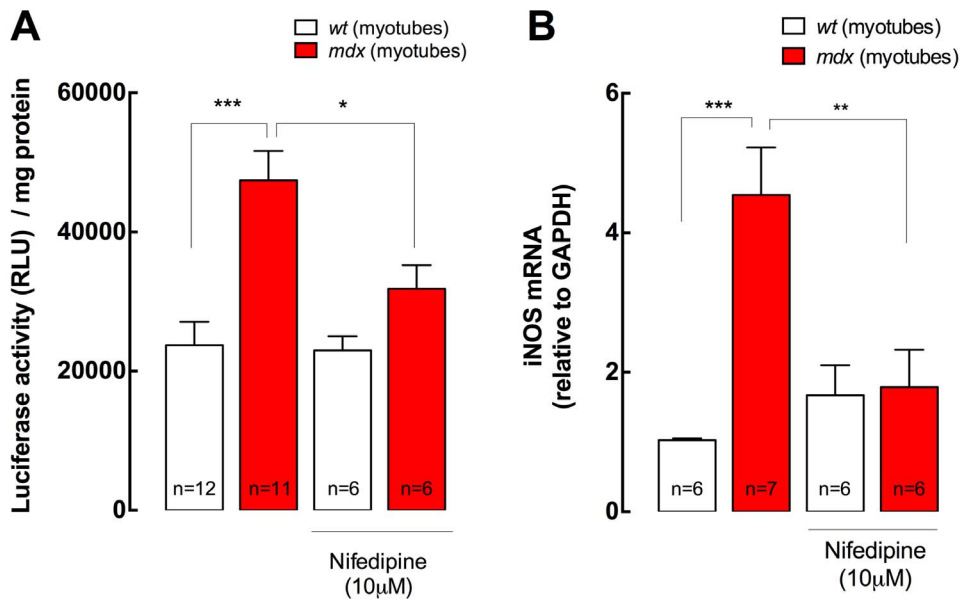 A
wt (myotubes)
mdx (myotubes)
Luciferase activity (RLU) / mg protein
60000
40000
20000
0
***
*
n=12
n=11
n=6
n=6
Nifedipine
(10μM)
B
wt (myotubes)
mdx (myotubes)
iNOS mRNA
(relative to GAPDH)
6
4
2
0
***
**
n=6
n=7
n=6
n=6
Nifedipine
(10μM)